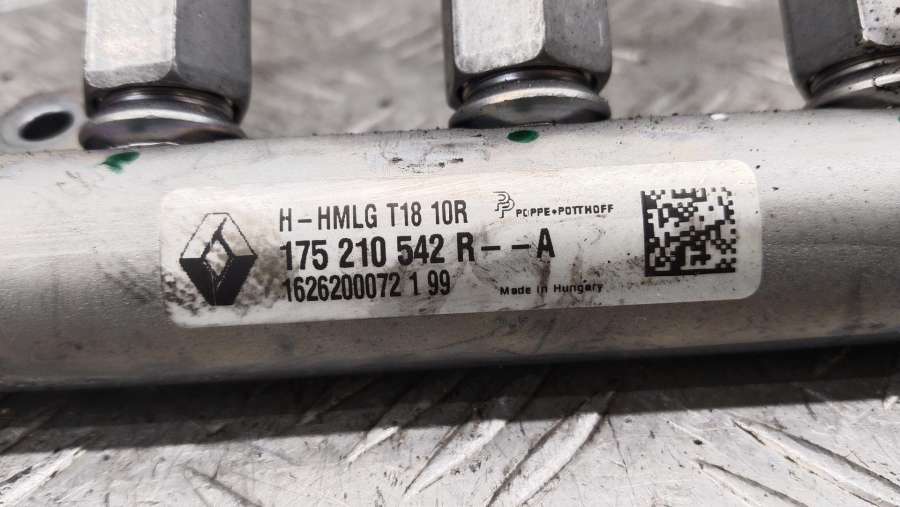 H-HMLG T18 10R
POPPE+POTTHOFF
175 210 542 R--A
1626200072 1 99
Made in Hungary